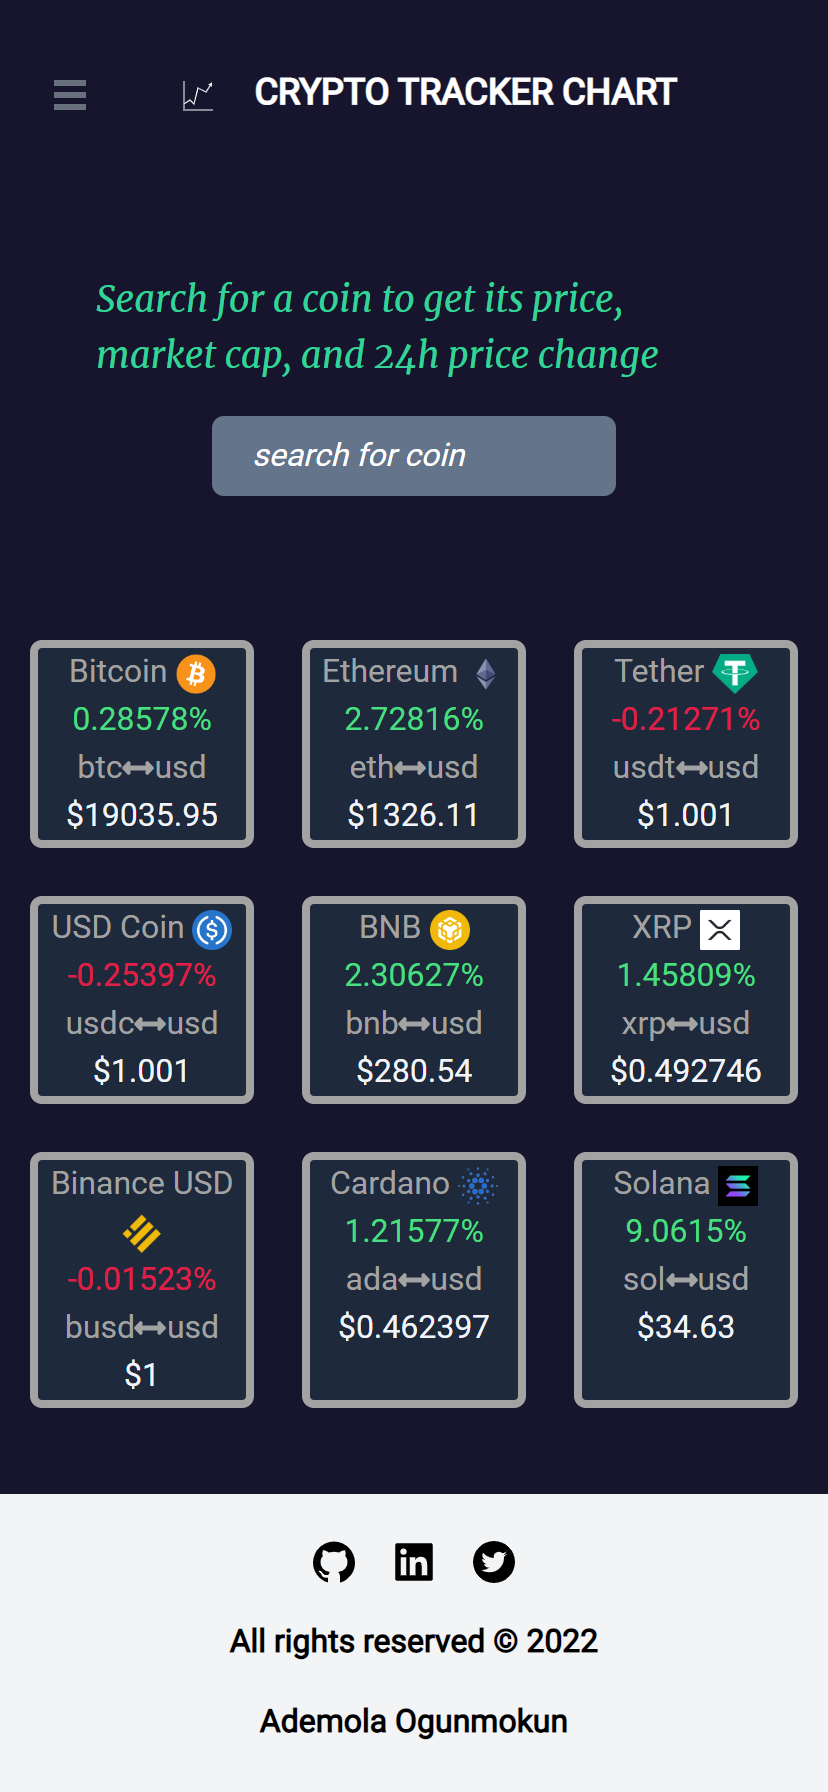 CRYPTO TRACKER CHART
Search for a coin to get its price,
market cap, and 24h price change
search for coin
Bitcoin
0.28578%
btc↔usd
$19035.95
Ethereum
2.72816%
eth↔usd
$1326.11
Tether
-0.21271%
usdt↔usd
$1.001
USD Coin
-0.25397%
usdc↔usd
$1.001
BNB
2.30627%
bnb↔usd
$280.54
XRP
1.45809%
xrp↔usd
$0.492746
Binance USD
-0.01523%
busd↔usd
$1
Cardano
1.21577%
ada↔usd
$0.462397
Solana
9.0615%
sol↔usd
$34.63
All rights reserved © 2022
Ademola Ogunmokun